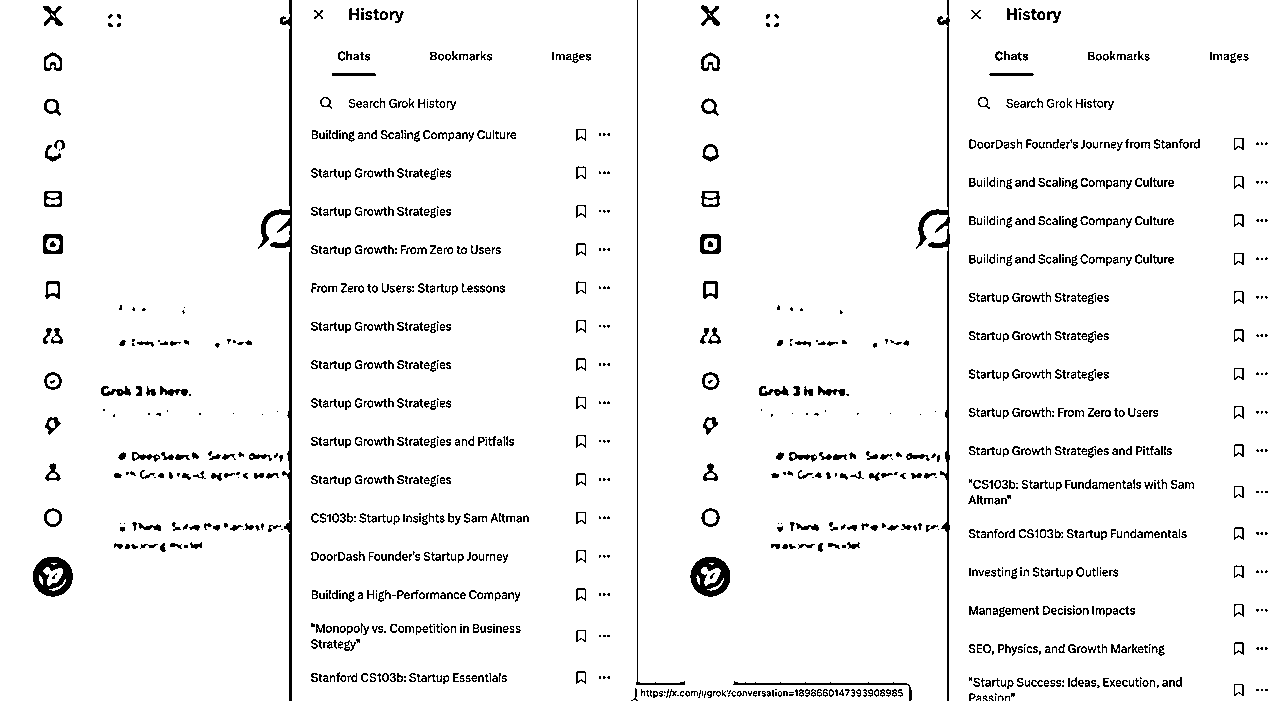 History
Chats Bookmarks Images
Search Grok History
Building and Scaling Company Culture
Startup Growth Strategies
Startup Growth Strategies
Startup Growth: From Zero to Users
From Zero to Users: Startup Lessons
Startup Growth Strategies
Startup Growth Strategies
Startup Growth Strategies
Startup Growth Strategies and Pitfalls
Startup Growth Strategies
CS103b: Startup Insights by Sam Altman
DoorDash Founder's Startup Journey
Building a High-Performance Company
"Monopoly vs. Competition in Business
Strategy"
Stanford CS103b: Startup Essentials
# DeepSearch Think
Grok 3 is here.
# DeepSearch Search deeply
Think Solve the hardest
reasoning model
https://x.com/i/grok?conversation=1898660147393908985
History
Chats Bookmarks Images
Search Grok History
DoorDash Founder's Journey from Stanford
Building and Scaling Company Culture
Building and Scaling Company Culture
Building and Scaling Company Culture
Startup Growth Strategies
Startup Growth Strategies
Startup Growth Strategies
Startup Growth: From Zero to Users
Startup Growth Strategies and Pitfalls
"CS103b: Startup Fundamentals with Sam
Altman"
Stanford CS103b: Startup Fundamentals
Investing in Startup Outliers
Management Decision Impacts
SEO, Physics, and Growth Marketing
"Startup Success: Ideas, Execution, and
Passion"
# DeepSearch Think
Grok 3 is here.
# DeepSearch Search deeply
Think Solve the hardest
reasoning model